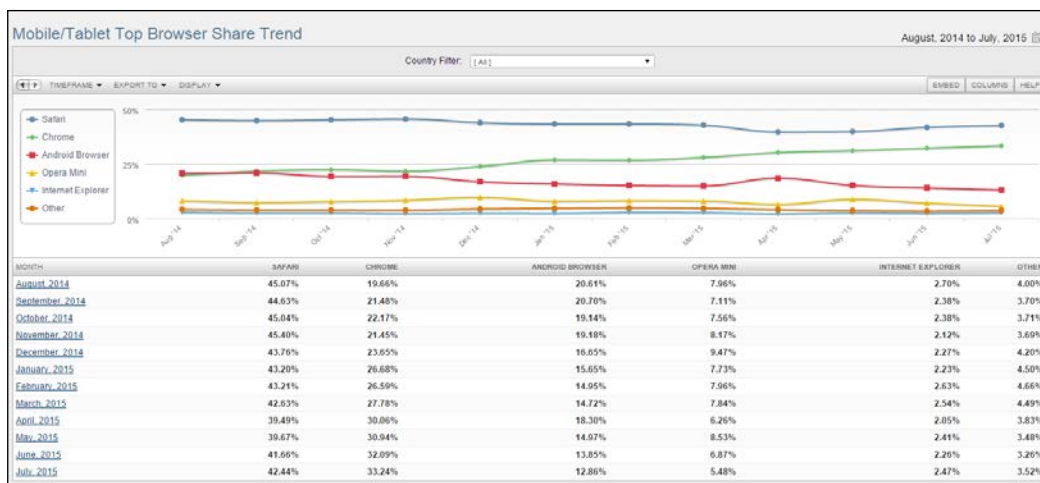 Mobile/Tablet Top Browser Share Trend
August, 2014 to July, 2015
Country Filter: [All]
TIMEFRAME EXPORT TO DISPLAY EMBED COLUMNS HELP
50%
25%
0%
Safari
Chrome
Android Browser
Opera Mini
Internet Explorer
Other
Aug '14 Sep '14 Oct '14 Nov '14 Dec '14 Jan '15 Feb '15 Mar '15 Apr '15 May '15 Jun '15 Jul '15
MONTH SAFARI CHROME ANDROID BROWSER OPERA MINI INTERNET EXPLORER OTHER
August, 2014 45.07% 19.66% 20.61% 7.96% 2.70% 4.00%
September, 2014 44.63% 21.48% 20.70% 7.11% 2.38% 3.70%
October, 2014 45.04% 22.17% 19.14% 7.56% 2.38% 3.71%
November, 2014 45.40% 21.45% 19.18% 8.17% 2.12% 3.69%
December, 2014 43.76% 23.65% 16.65% 9.47% 2.27% 4.20%
January, 2015 43.20% 26.68% 15.65% 7.73% 2.23% 4.50%
February, 2015 43.21% 26.59% 14.95% 7.96% 2.63% 4.66%
March, 2015 42.63% 27.78% 14.72% 7.84% 2.54% 4.49%
April, 2015 39.49% 30.06% 18.30% 6.26% 2.05% 3.83%
May, 2015 39.67% 30.94% 14.97% 8.53% 2.41% 3.48%
June, 2015 41.66% 32.09% 13.85% 6.87% 2.26% 3.26%
July, 2015 42.44% 33.24% 12.86% 5.48% 2.47% 3.52%